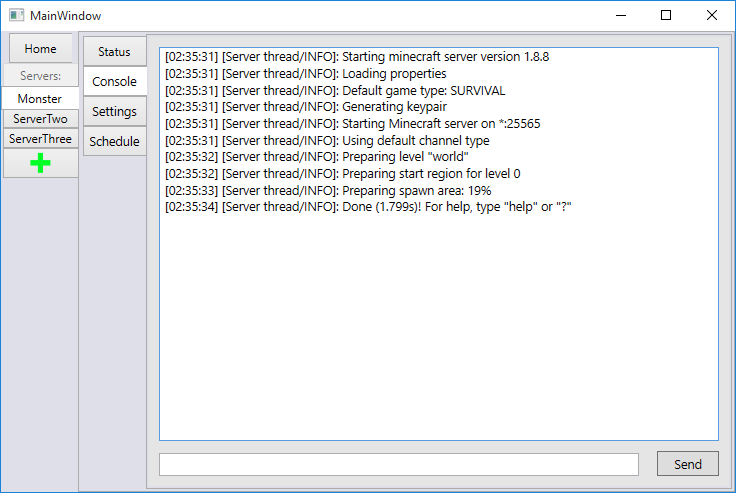 MainWindow
Home
Servers:
Monster
ServerTwo
ServerThree
Status
Console
Settings
Schedule
[02:35:31] [Server thread/INFO]: Starting minecraft server version 1.8.8
[02:35:31] [Server thread/INFO]: Loading properties
[02:35:31] [Server thread/INFO]: Default game type: SURVIVAL
[02:35:31] [Server thread/INFO]: Generating keypair
[02:35:31] [Server thread/INFO]: Starting Minecraft server on *:25565
[02:35:31] [Server thread/INFO]: Using default channel type
[02:35:32] [Server thread/INFO]: Preparing level "world"
[02:35:32] [Server thread/INFO]: Preparing start region for level 0
[02:35:33] [Server thread/INFO]: Preparing spawn area: 19%
[02:35:34] [Server thread/INFO]: Done (1.799s)! For help, type "help" or "?"
Send